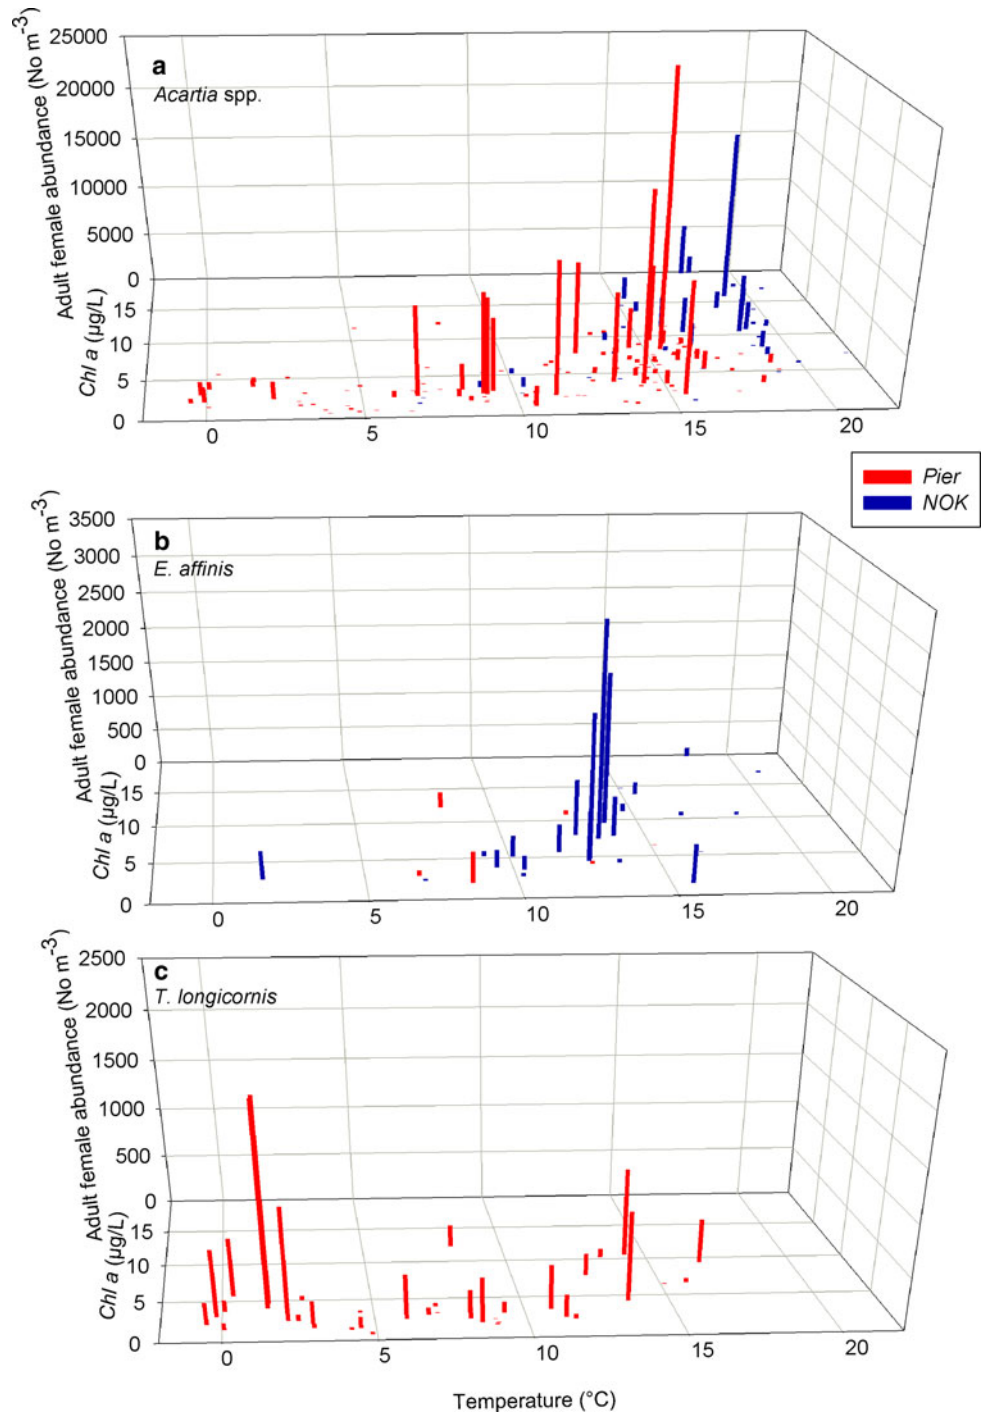 a
Acartia spp.
Adult female abundance (No m⁻³)
25000
20000
15000
10000
5000
0
Chl a (µg/L)
15
10
5
0
0 5 10 15 20
Pier
NOK
b
E. affinis
Adult female abundance (No m⁻³)
3500
3000
2500
2000
1500
1000
500
0
Chl a (µg/L)
15
10
5
0
0 5 10 15 20
c
T. longicornis
Adult female abundance (No m⁻³)
2500
2000
1500
1000
500
0
Chl a (µg/L)
15
10
5
0
0 5 10 15 20
Temperature (°C)